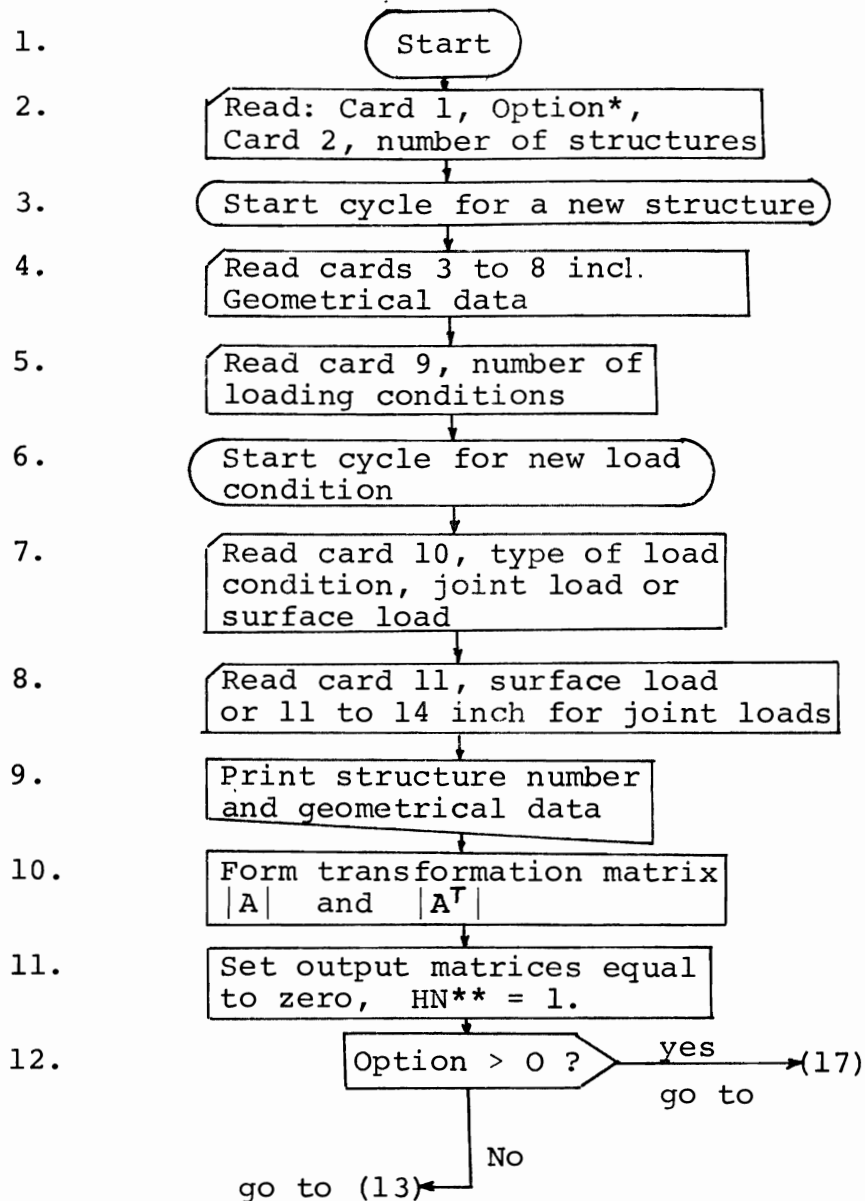 1. Start
2. Read: Card 1, Option*,
Card 2, number of structures
3. Start cycle for a new structure
4. Read cards 3 to 8 incl.
Geometrical data
5. Read card 9, number of
loading conditions
6. Start cycle for new load
condition
7. Read card 10, type of load
condition, joint load or
surface load
8. Read card 11, surface load
or 11 to 14 inch for joint loads
9. Print structure number
and geometrical data
10. Form transformation matrix
|A| and |Aᵀ|
11. Set output matrices equal
to zero, HN** = 1.
12. Option > O ? yes (17)
go to
No
go to (13)